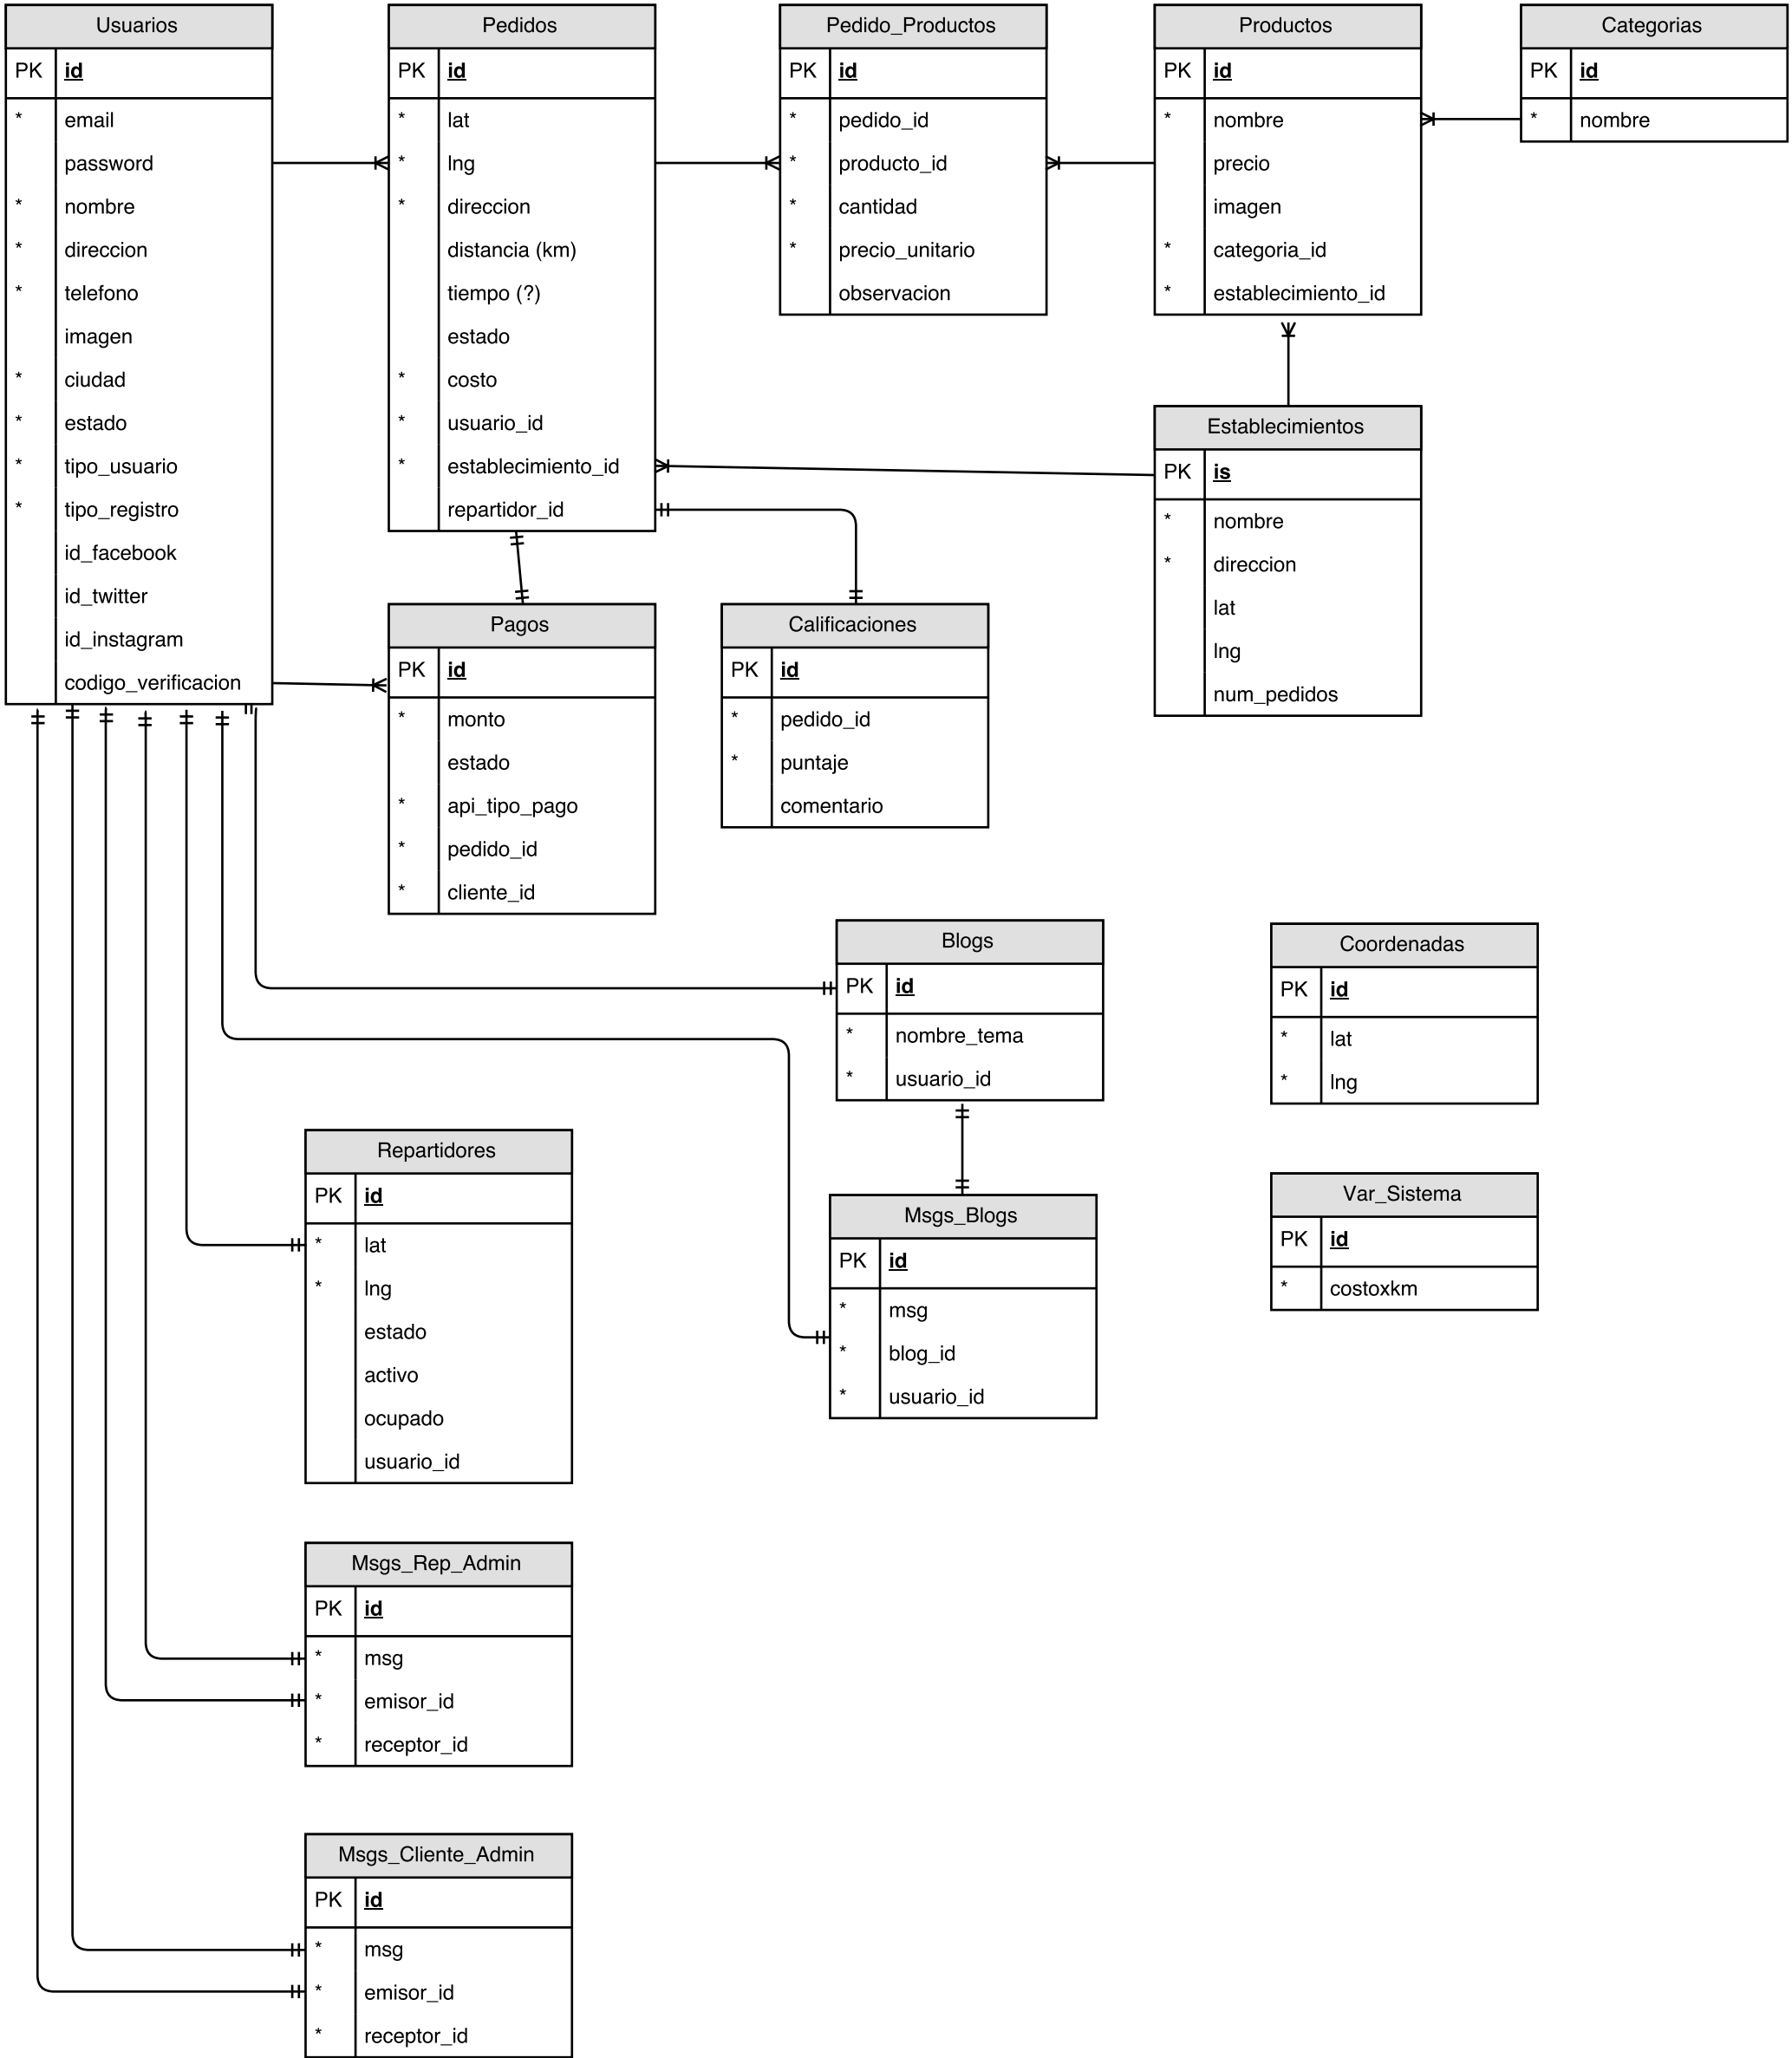 Usuarios
PK id
* email
password
* nombre
* direccion
* telefono
imagen
* ciudad
* estado
* tipo_usuario
* tipo_registro
id_facebook
id_twitter
id_instagram
codigo_verificacion
Pedidos
PK id
* lat
* lng
* direccion
distancia (km)
tiempo (?)
estado
* costo
* usuario_id
* establecimiento_id
repartidor_id
Pedido_Productos
PK id
* pedido_id
* producto_id
* cantidad
* precio_unitario
observacion
Productos
PK id
* nombre
precio
imagen
* categoria_id
* establecimiento_id
Categorias
PK id
* nombre
Establecimientos
PK is
* nombre
* direccion
lat
lng
num_pedidos
Pagos
PK id
* monto
estado
* api_tipo_pago
* pedido_id
* cliente_id
Calificaciones
PK id
* pedido_id
* puntaje
comentario
Blogs
PK id
* nombre_tema
* usuario_id
Coordenadas
PK id
* lat
* lng
Repartidores
PK id
* lat
* lng
estado
activo
ocupado
usuario_id
Msgs_Blogs
PK id
* msg
* blog_id
* usuario_id
Var_Sistema
PK id
* costoxkm
Msgs_Rep_Admin
PK id
* msg
* emisor_id
* receptor_id
Msgs_Cliente_Admin
PK id
* msg
* emisor_id
* receptor_id